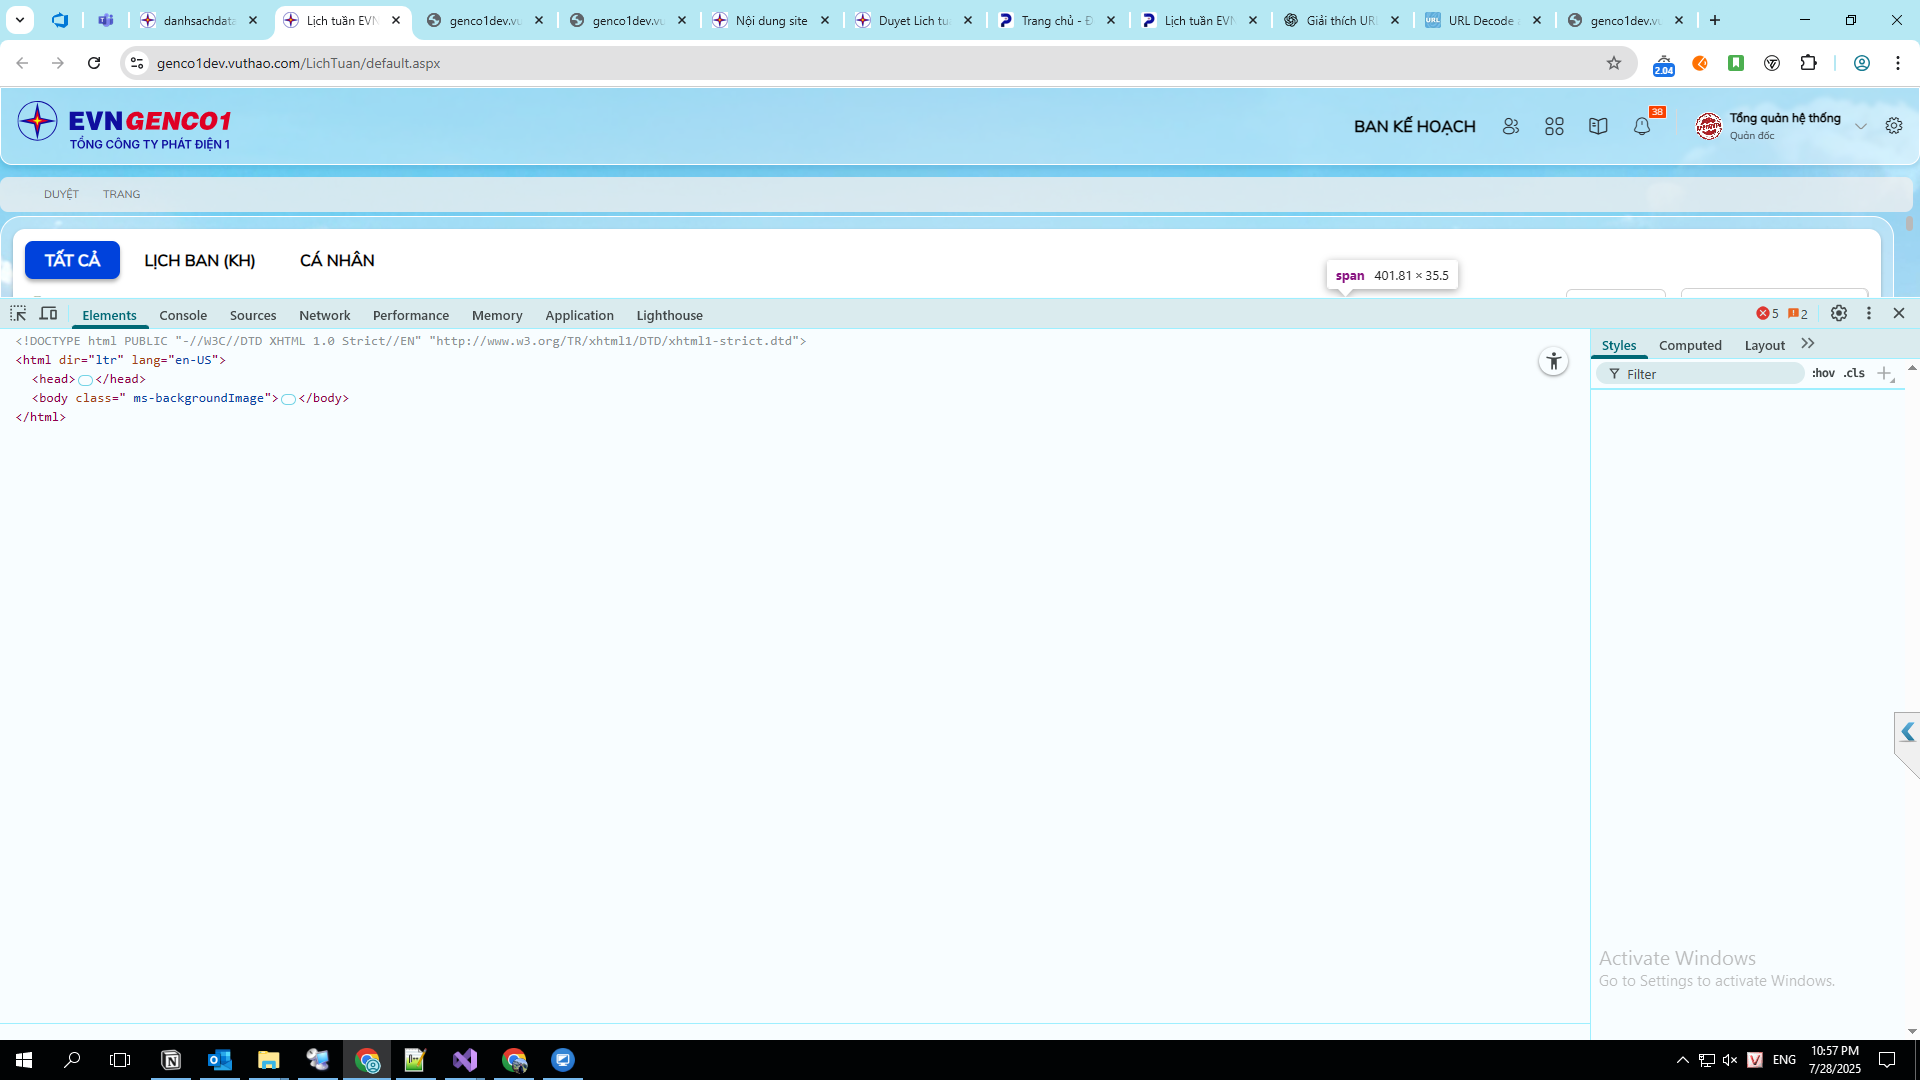 danhsachdata
Lịch tuần EVN
genco1dev.vu
genco1dev.vu
Nội dung site
Duyet Lich tu
Trang chủ - Đ
Lịch tuần EVN
Giải thích URL
URL Decode
genco1dev.vu
genco1dev.vuthao.com/LichTuan/default.aspx
2.04
EVNGENCO1
TỔNG CÔNG TY PHÁT ĐIỆN 1
BAN KẾ HOẠCH
38
Tổng quản hệ thống
Quản đốc
DUYỆT TRANG
TẤT CẢ LỊCH BAN (KH) CÁ NHÂN
span 401.81 × 35.5
Elements Console Sources Network Performance Memory Application Lighthouse
5 2
<!DOCTYPE html PUBLIC "-//W3C//DTD XHTML 1.0 Strict//EN" "http://www.w3.org/TR/xhtml1/DTD/xhtml1-strict.dtd">
<html dir="ltr" lang="en-US">
<head></head>
<body class=" ms-backgroundImage"></body>
</html>
Styles Computed Layout
Filter :hov .cls
Activate Windows
Go to Settings to activate Windows.
ENG
10:57 PM
7/28/2025